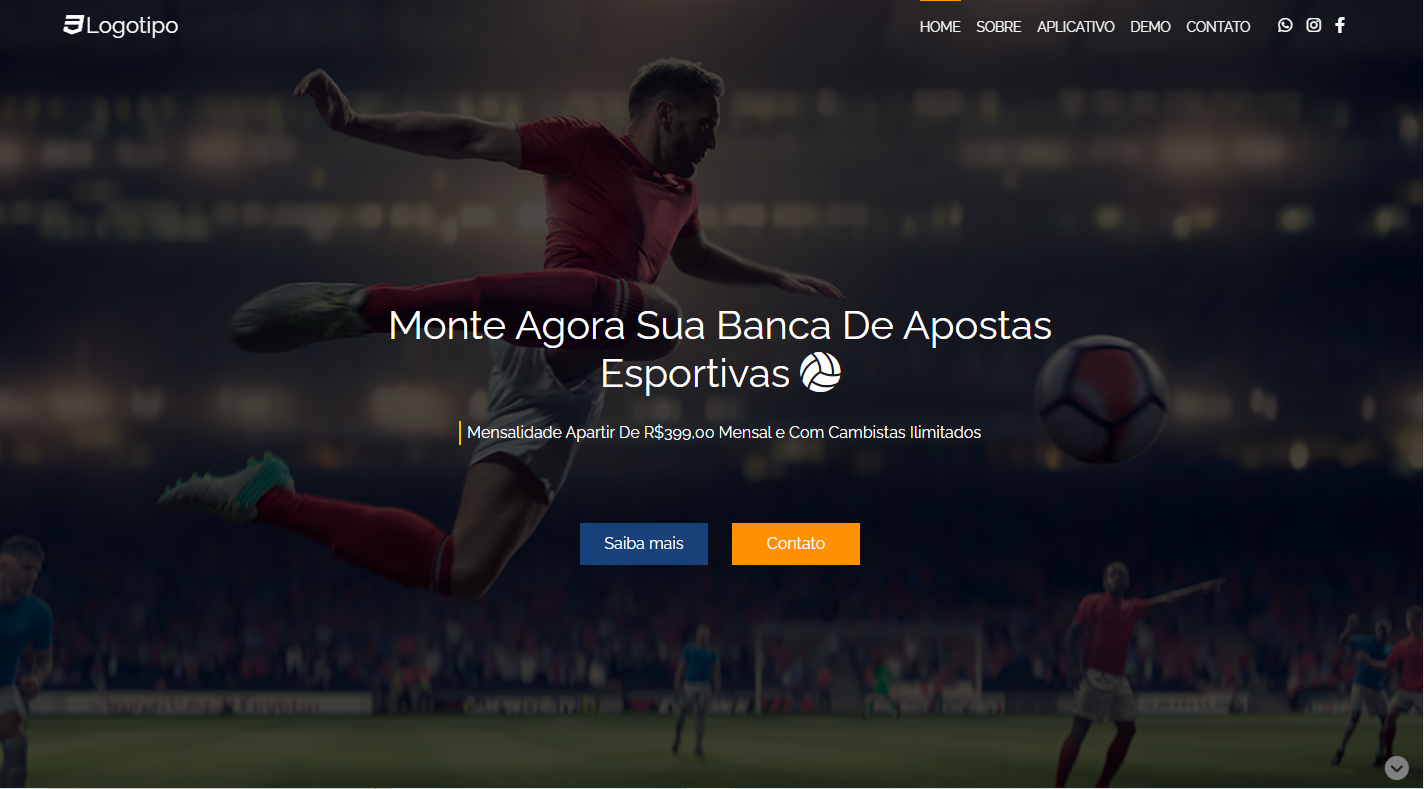 Logotipo
HOME SOBRE APLICATIVO DEMO CONTATO
Monte Agora Sua Banca De Apostas
Esportivas
Mensalidade Apartir De R$399,00 Mensal e Com Cambistas Ilimitados
Saiba mais
Contato